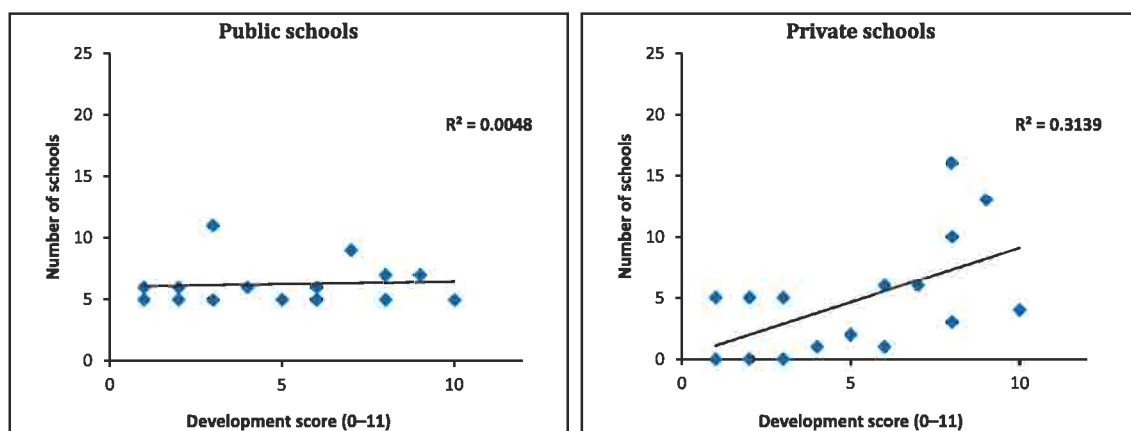 Public schools
25
20
15
10
5
0
Number of schools
R² = 0.0048
0 5 10
Development score (0–11)
Private schools
25
20
15
10
5
0
Number of schools
R² = 0.3139
0 5 10
Development score (0–11)